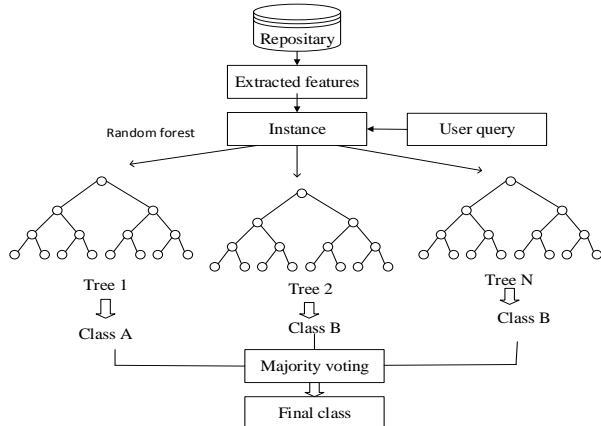 Repositary
Extracted features
Instance
User query
Random forest
Tree 1
Tree 2
Tree N
Class A
Class B
Class B
Majority voting
Final class